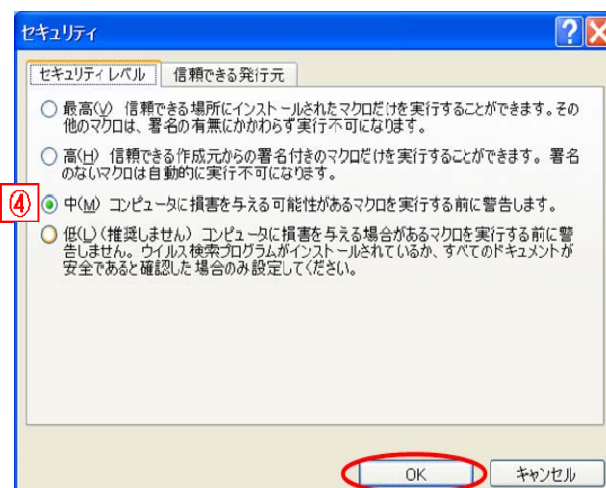 セキュリティ
セキュリティ レベル
信頼できる発行元
最高(V) 信頼できる場所にインストールされたマクロだけを実行することができます。その
他のマクロは、署名の有無にかかわらず実行不可になります。
高(H) 信頼できる作成元からの署名付きのマクロだけを実行することができます。署名
のないマクロは自動的に実行不可になります。
④ 中(M) コンピュータに損害を与える可能性があるマクロを実行する前に警告します。
低(L)(推奨しません) コンピュータに損害を与える場合があるマクロを実行する前に警
告しません。ウイルス検索プログラムがインストールされているか、すべてのドキュメントが
安全であると確認した場合のみ設定してください。
OK
キャンセル